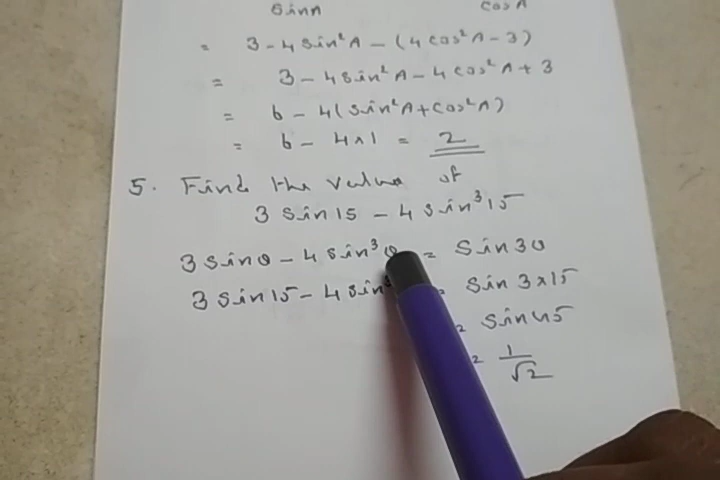 SinA CosA
= 3 - 4 Sin²A - (4 Cos²A - 3)
= 3 - 4 Sin²A - 4 Cos²A + 3
= 6 - 4 (Sin²A + Cos²A)
= 6 - 4 × 1 = 2
5. Find the value of
3 Sin 15 - 4 Sin³ 15
3 Sin θ - 4 Sin³ θ = Sin 3θ
3 Sin 15 - 4 Sin = Sin 3×15
= Sin 45
= 1/√2